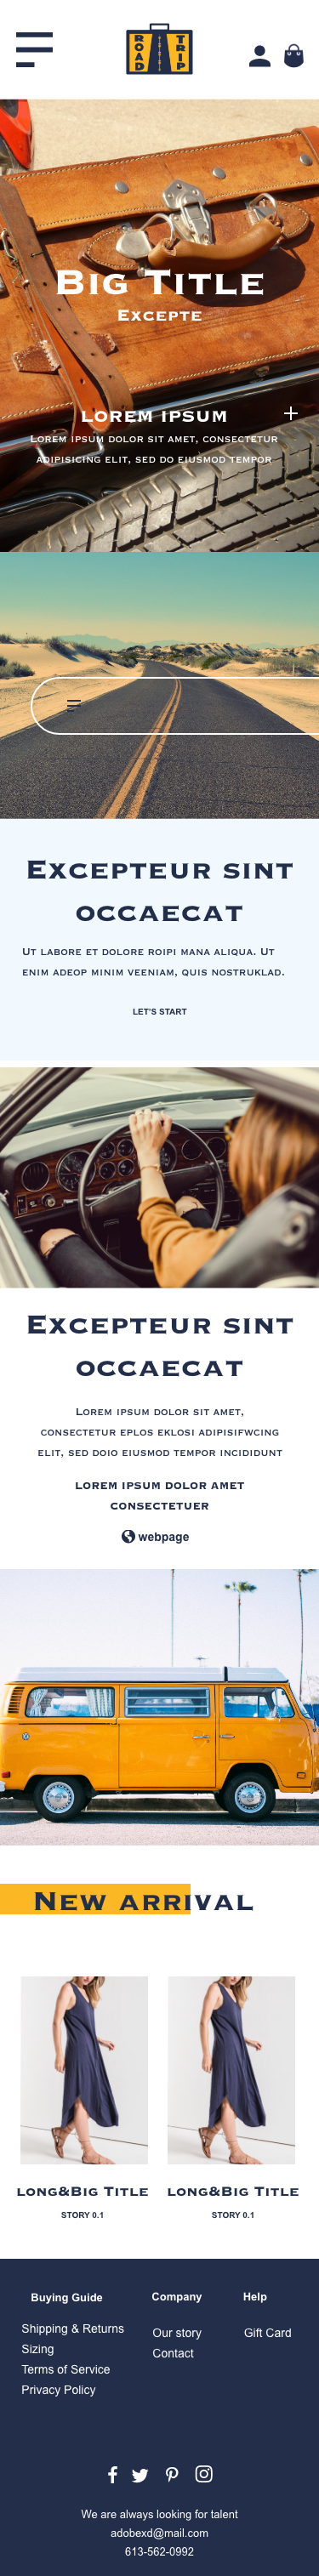 ROAD
TRIP
Big Title
Excepte
LOREM IPSUM
Lorem ipsum dolor sit amet, consectetur
adipisicing elit, sed do eiusmod tempor
Excepteur sint
occaecat
Ut labore et dolore roipi mana aliqua. Ut
enim adeop minim veeniam, quis nostruklad.
LET'S START
Excepteur sint
occaecat
Lorem ipsum dolor sit amet,
consectetur eplos eklosi adipisifwcing
elit, sed doio eiusmod tempor incididunt
LOREM IPSUM DOLOR AMET
CONSECTETUER
webpage
New arrival
LONG&Big Title
LONG&Big Title
STORY 0.1
STORY 0.1
Buying Guide
Company
Help
Shipping & Returns
Our story
Gift Card
Sizing
Contact
Terms of Service
Privacy Policy
We are always looking for talent
adobexd@mail.com
613-562-0992